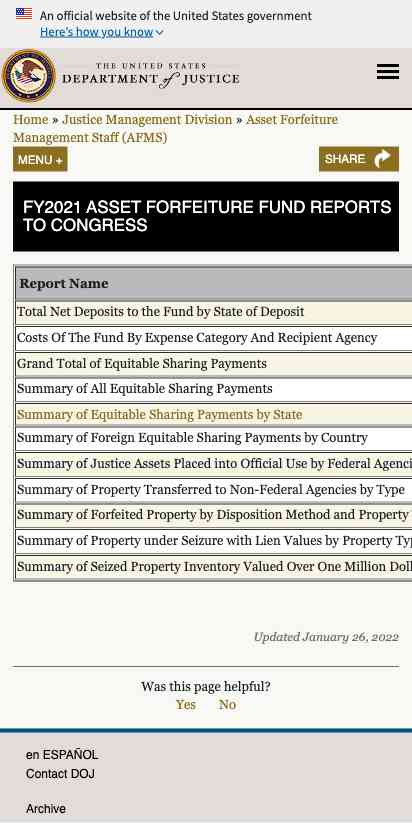 An official website of the United States government
Here's how you know
THE UNITED STATES
DEPARTMENT of JUSTICE
Home » Justice Management Division » Asset Forfeiture
Management Staff (AFMS)
MENU +
SHARE
FY2021 ASSET FORFEITURE FUND REPORTS
TO CONGRESS
Report Name
Total Net Deposits to the Fund by State of Deposit
Costs Of The Fund By Expense Category And Recipient Agency
Grand Total of Equitable Sharing Payments
Summary of All Equitable Sharing Payments
Summary of Equitable Sharing Payments by State
Summary of Foreign Equitable Sharing Payments by Country
Summary of Justice Assets Placed into Official Use by Federal Agenci
Summary of Property Transferred to Non-Federal Agencies by Type
Summary of Forfeited Property by Disposition Method and Property
Summary of Property under Seizure with Lien Values by Property Typ
Summary of Seized Property Inventory Valued Over One Million Doll
Updated January 26, 2022
Was this page helpful?
Yes No
en ESPAÑOL
Contact DOJ
Archive